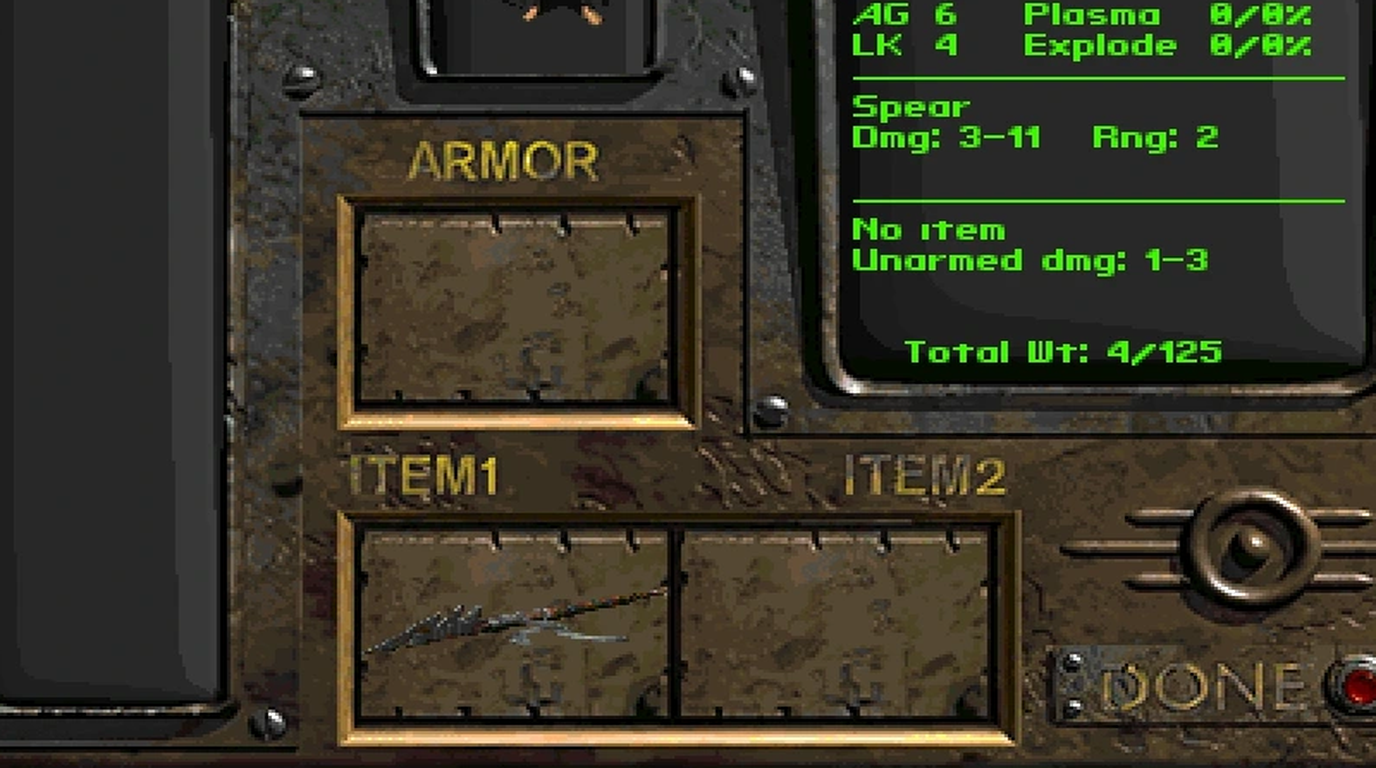 AG 6 Plasma 0/0%
LK 4 Explode 0/0%
Spear
Dmg: 3-11 Rng: 2
No item
Unarmed dmg: 1-3
Total Wt: 4/125
ARMOR
ITEM1 ITEM2
DONE